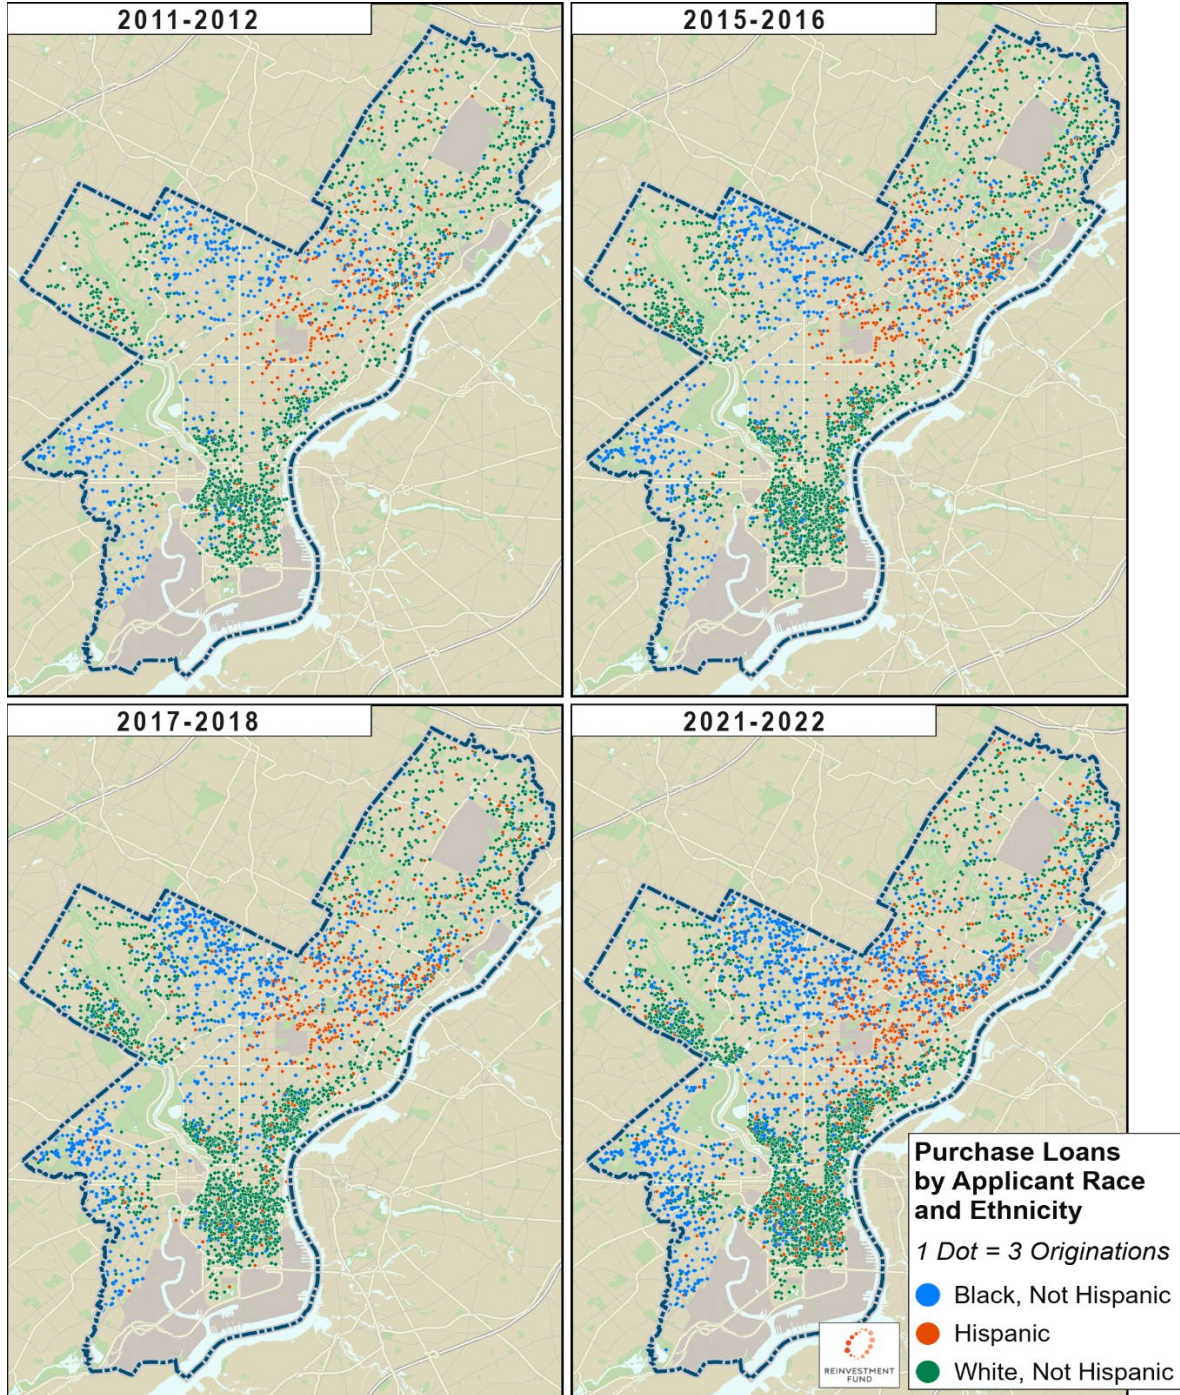 2011-2012
2015-2016
2017-2018
2021-2022
Purchase Loans
by Applicant Race
and Ethnicity
1 Dot = 3 Originations
Black, Not Hispanic
Hispanic
White, Not Hispanic
REINVESTMENT
FUND